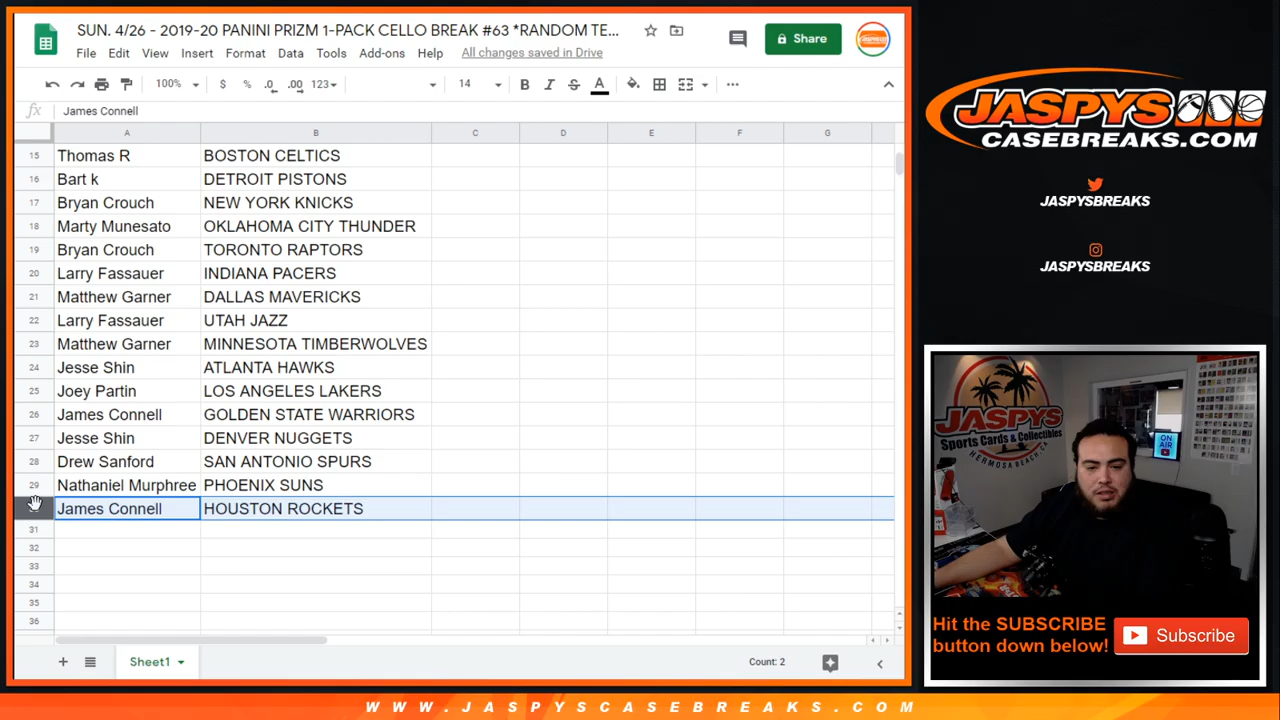 SUN. 4/26 - 2019-20 PANINI PRIZM 1-PACK CELLO BREAK #63 *RANDOM TE...
Share
File Edit View Insert Format Data Tools Add-ons Help All changes saved in Drive
100% $ % .0 .00 123 14 B I S A
fx James Connell
A B C D E F G
15 Thomas R BOSTON CELTICS
16 Bart k DETROIT PISTONS
17 Bryan Crouch NEW YORK KNICKS
18 Marty Munesato OKLAHOMA CITY THUNDER
19 Bryan Crouch TORONTO RAPTORS
20 Larry Fassauer INDIANA PACERS
21 Matthew Garner DALLAS MAVERICKS
22 Larry Fassauer UTAH JAZZ
23 Matthew Garner MINNESOTA TIMBERWOLVES
24 Jesse Shin ATLANTA HAWKS
25 Joey Partin LOS ANGELES LAKERS
26 James Connell GOLDEN STATE WARRIORS
27 Jesse Shin DENVER NUGGETS
28 Drew Sanford SAN ANTONIO SPURS
29 Nathaniel Murphree PHOENIX SUNS
James Connell HOUSTON ROCKETS
31
32
33
34
35
36
Sheet1
Count: 2
JASPYS
CASEBREAKS.COM
JASPYSBREAKS
JASPYSBREAKS
JASPYS
Sports Cards & Collectibles
HERMOSA BEACH, CA
ON AIR
Hit the SUBSCRIBE
button down below!
Subscribe
WWW.JASPYSCASEBREAKS.COM